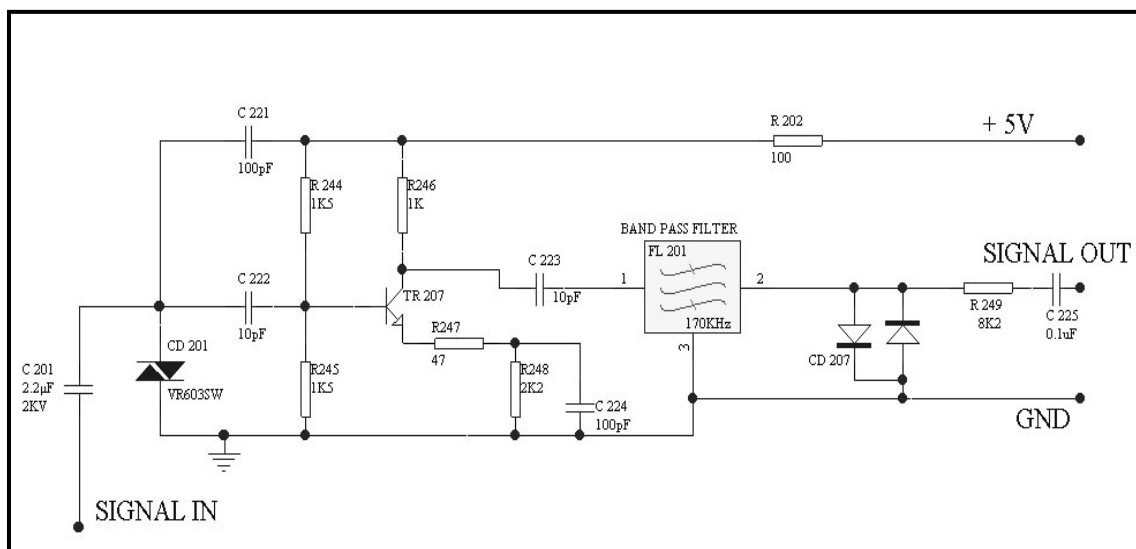 C 221
100pF
R 202
100
+ 5V
R 244
1K5
R246
1K
BAND PASS FILTER
FL 201
1
2
3
170KHz
SIGNAL OUT
C 222
10pF
C 223
10pF
TR 207
R 249
8K2
C 225
0.1uF
CD 201
VR603SW
R247
47
CD 207
C 201
2.2µF
2KV
R245
1K5
R248
2K2
C 224
100pF
GND
SIGNAL IN